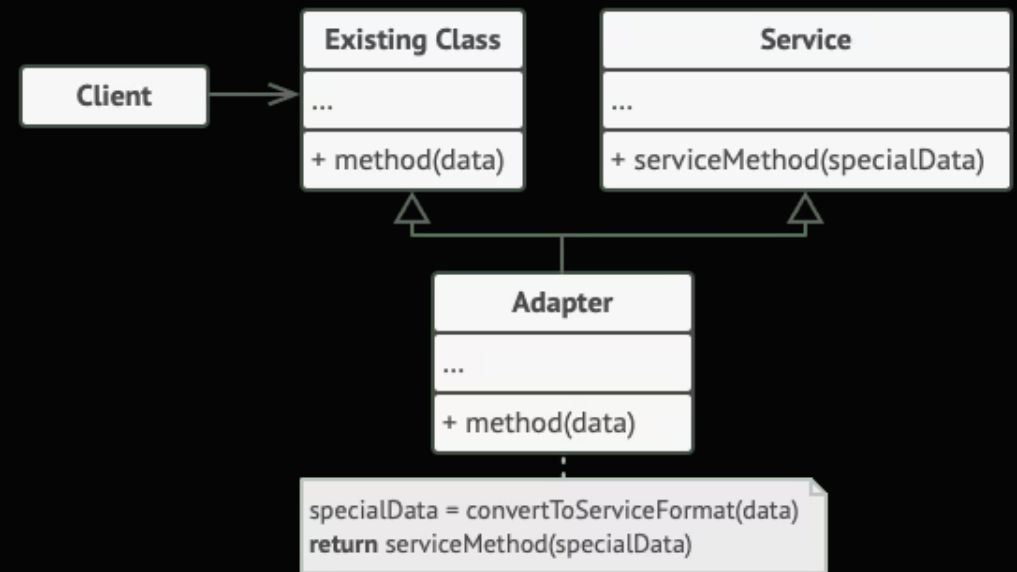 Existing Class
Service
Client
...
...
+ method(data)
+ serviceMethod(specialData)
Adapter
...
+ method(data)
specialData = convertToServiceFormat(data)
return serviceMethod(specialData)